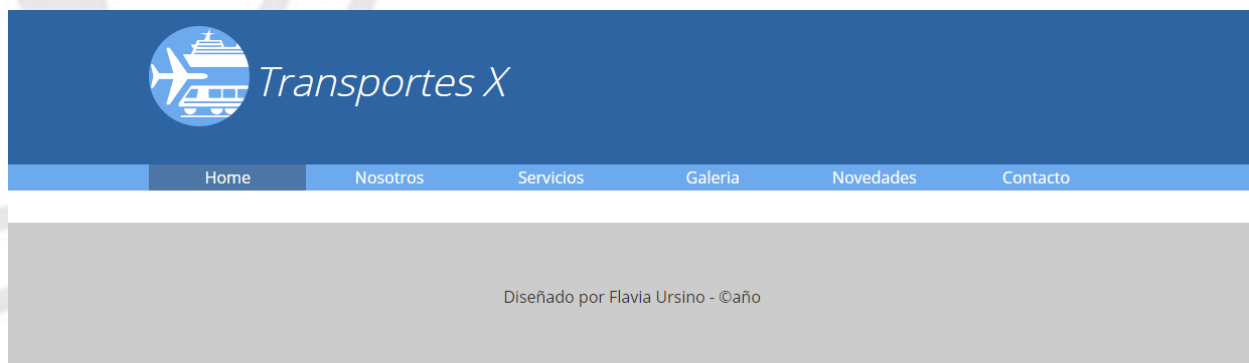 Transportes X
Home Nosotros Servicios Galeria Novedades Contacto
Diseñado por Flavia Ursino - ©año